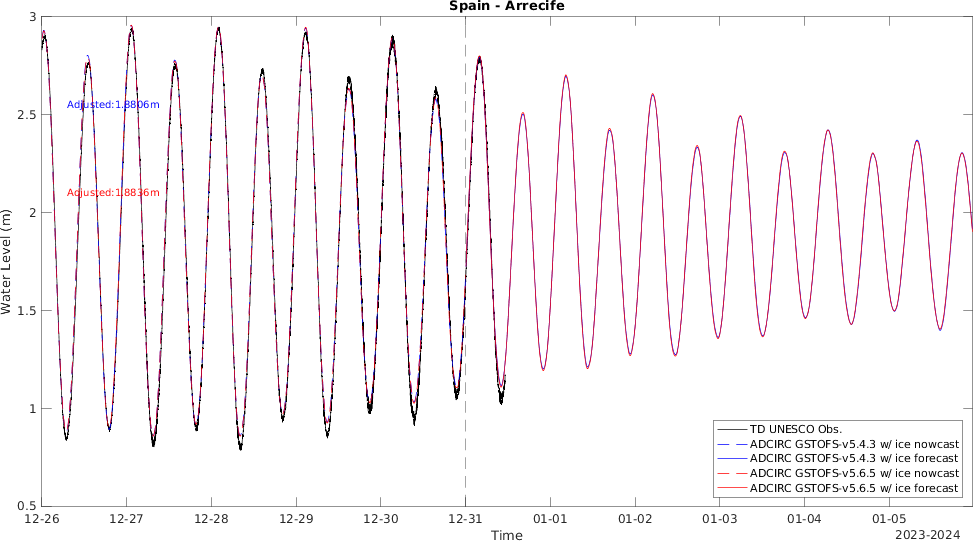 Spain - Arrecife
3
2.5
2
1.5
1
0.5
Water Level (m)
Adjusted:1.8806m
Adjusted:1.8836m
TD UNESCO Obs.
ADCIRC GSTOFS-v5.4.3 w/ ice nowcast
ADCIRC GSTOFS-v5.4.3 w/ ice forecast
ADCIRC GSTOFS-v5.6.5 w/ ice nowcast
ADCIRC GSTOFS-v5.6.5 w/ ice forecast
12-26 12-27 12-28 12-29 12-30 12-31 01-01 01-02 01-03 01-04 01-05
Time
2023-2024